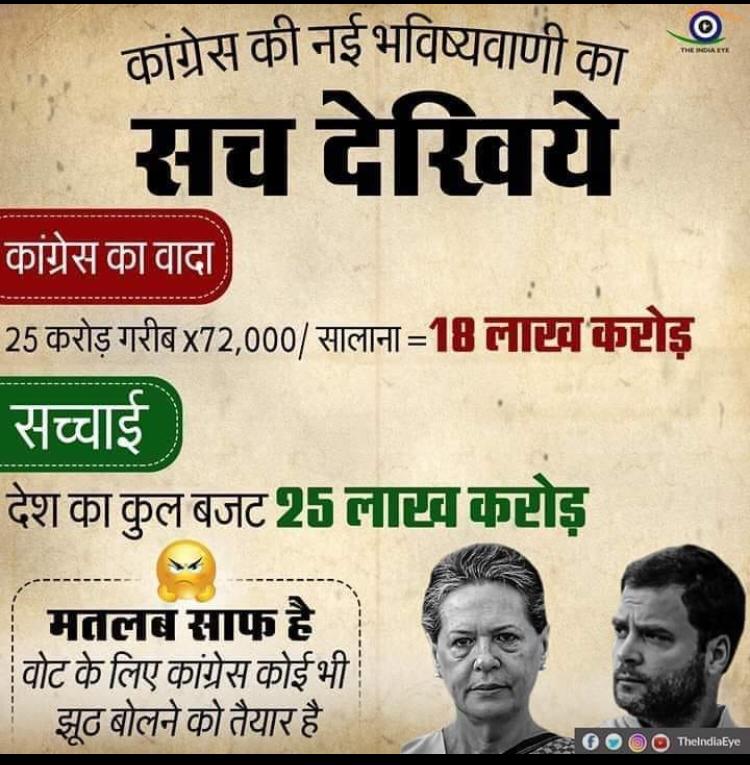 THE INDIA EYE
कांग्रेस की नई भविष्यवाणी का
सच देखिये
कांग्रेस का वादा
25 करोड़ गरीब x72,000/ सालाना =18 लाख करोड़
सच्चाई
देश का कुल बजट 25 लाख करोड़
मतलब साफ है
वोट के लिए कांग्रेस कोई भी
झूठ बोलने को तैयार है
TheIndiaEye